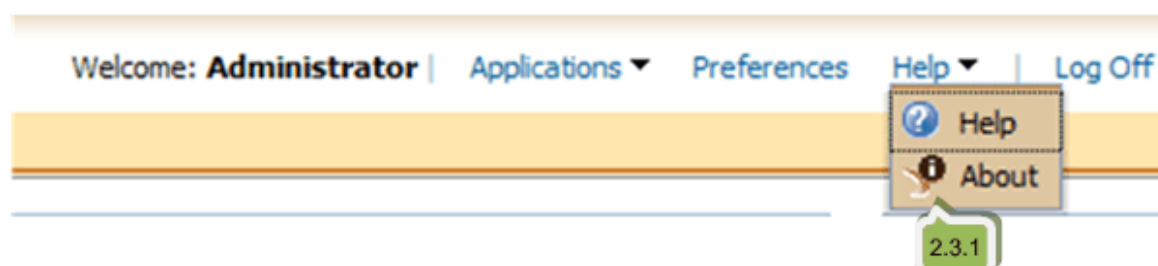 Welcome: Administrator | Applications ▼ Preferences Help ▼ | Log Off
Help
About
2.3.1